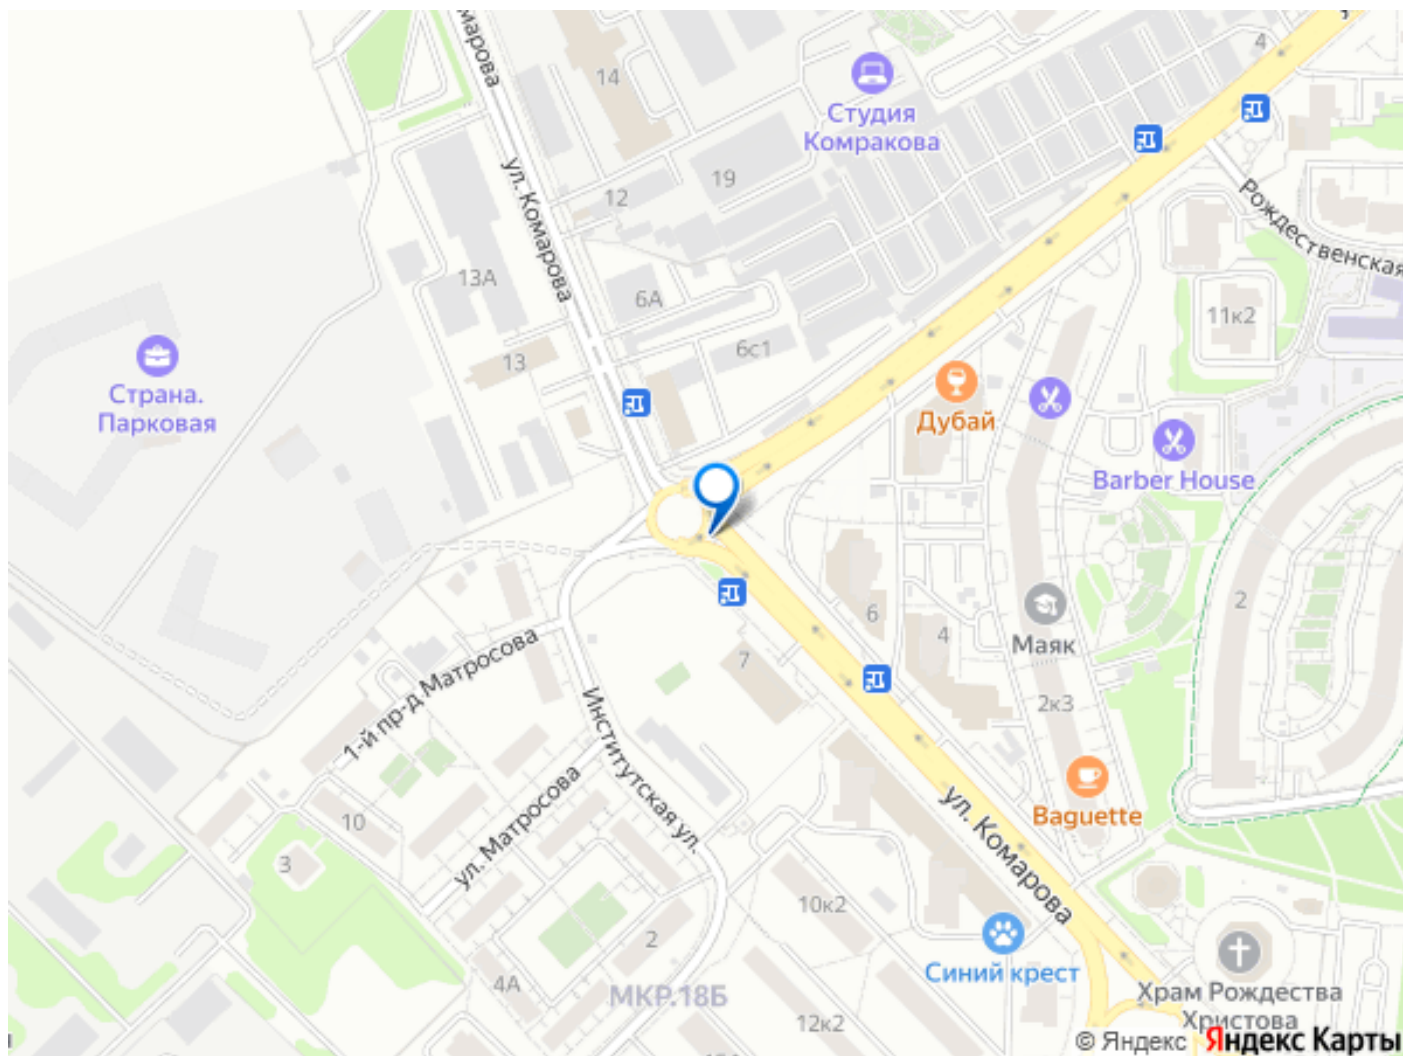 4
14
Студия
Комракова
ул. Комарова
19
12
Рождественская
13А
6А
11к2
6с1
13
Страна.
Парковая
Дубай
Barber House
2
6
4
Маяк
7
1-й пр-д Матросова
2к3
Институтская ул.
ул. Матросова
Baguette
10
ул. Комарова
3
10к2
2
Синий крест
4А
МКР.18Б
Храм Рождества
Христова
12к2
© Яндекс
Яндекс Карты